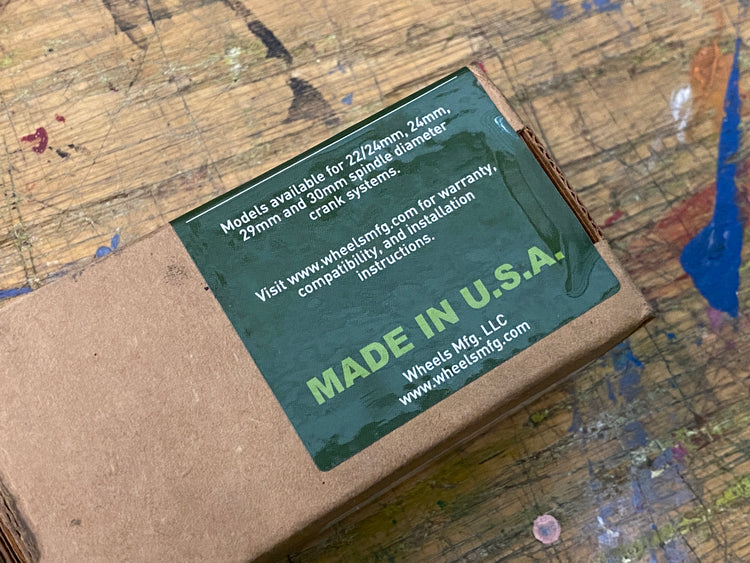 Models available for 22/24mm, 24mm,
29mm and 30mm spindle diameter
crank systems.
Visit www.wheelsmfg.com for warranty,
compatibility, and installation
instructions.
MADE IN U.S.A.
Wheels Mfg. LLC
www.wheelsmfg.com